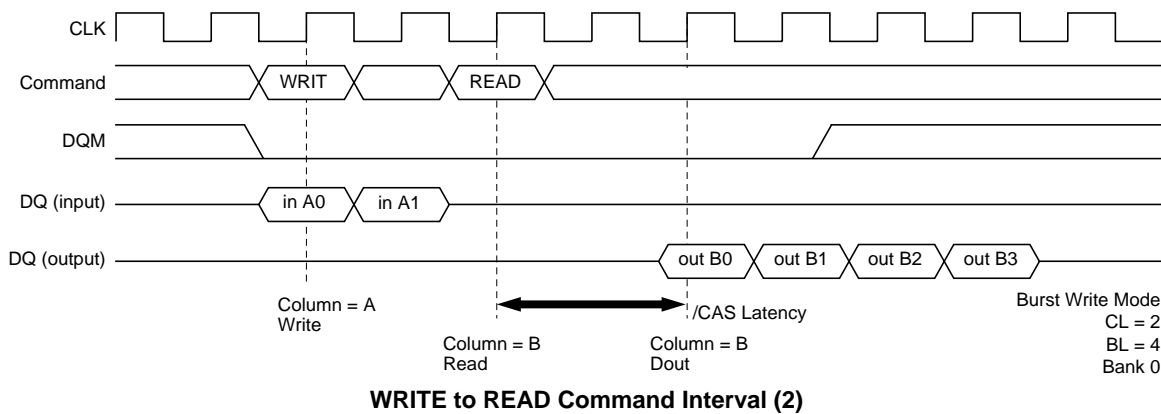 CLK
Command
WRIT
READ
DQM
DQ (input)
in A0
in A1
DQ (output)
out B0
out B1
out B2
out B3
Column = A
Write
/CAS Latency
Column = B
Read
Column = B
Dout
Burst Write Mode
CL = 2
BL = 4
Bank 0
WRITE to READ Command Interval (2)